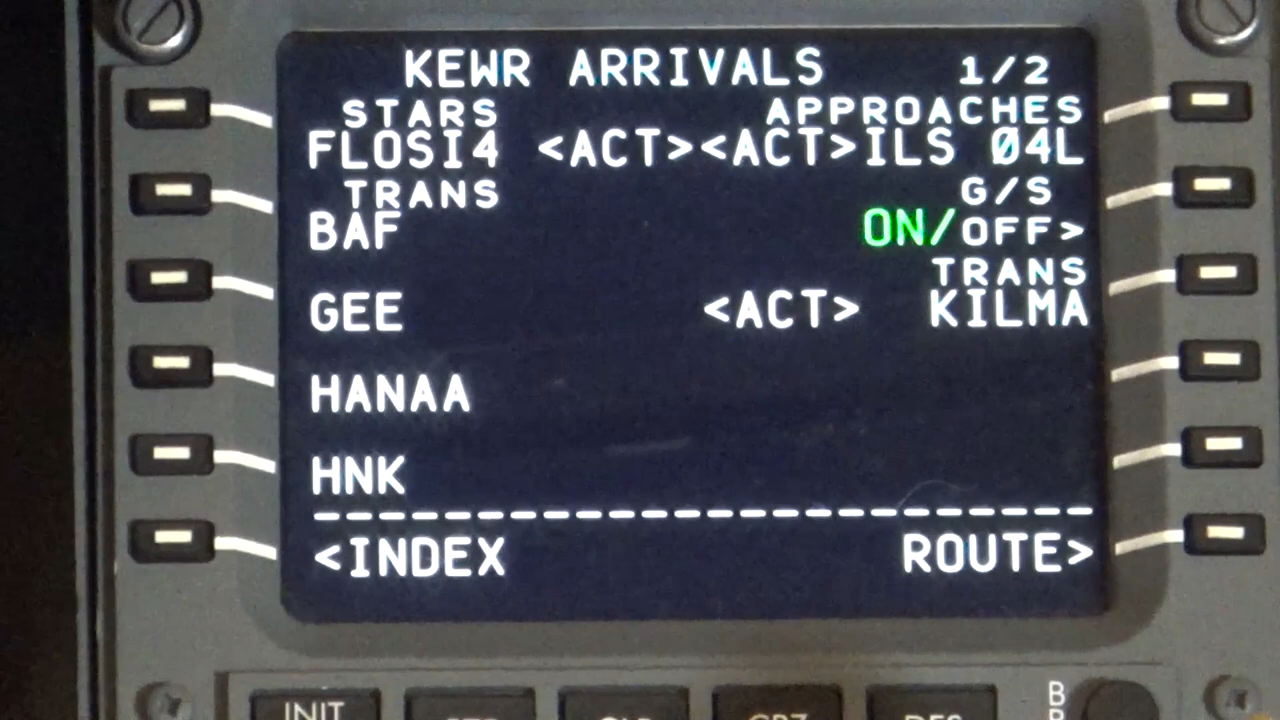 KEWR ARRIVALS 1/2
STARS APPROACHES
FLOSI4 <ACT><ACT>ILS Ø4L
TRANS G/S
BAF ON/OFF>
TRANS
GEE <ACT> KILMA
HANAA
HNK
--------------------------
<INDEX ROUTE>
INIT